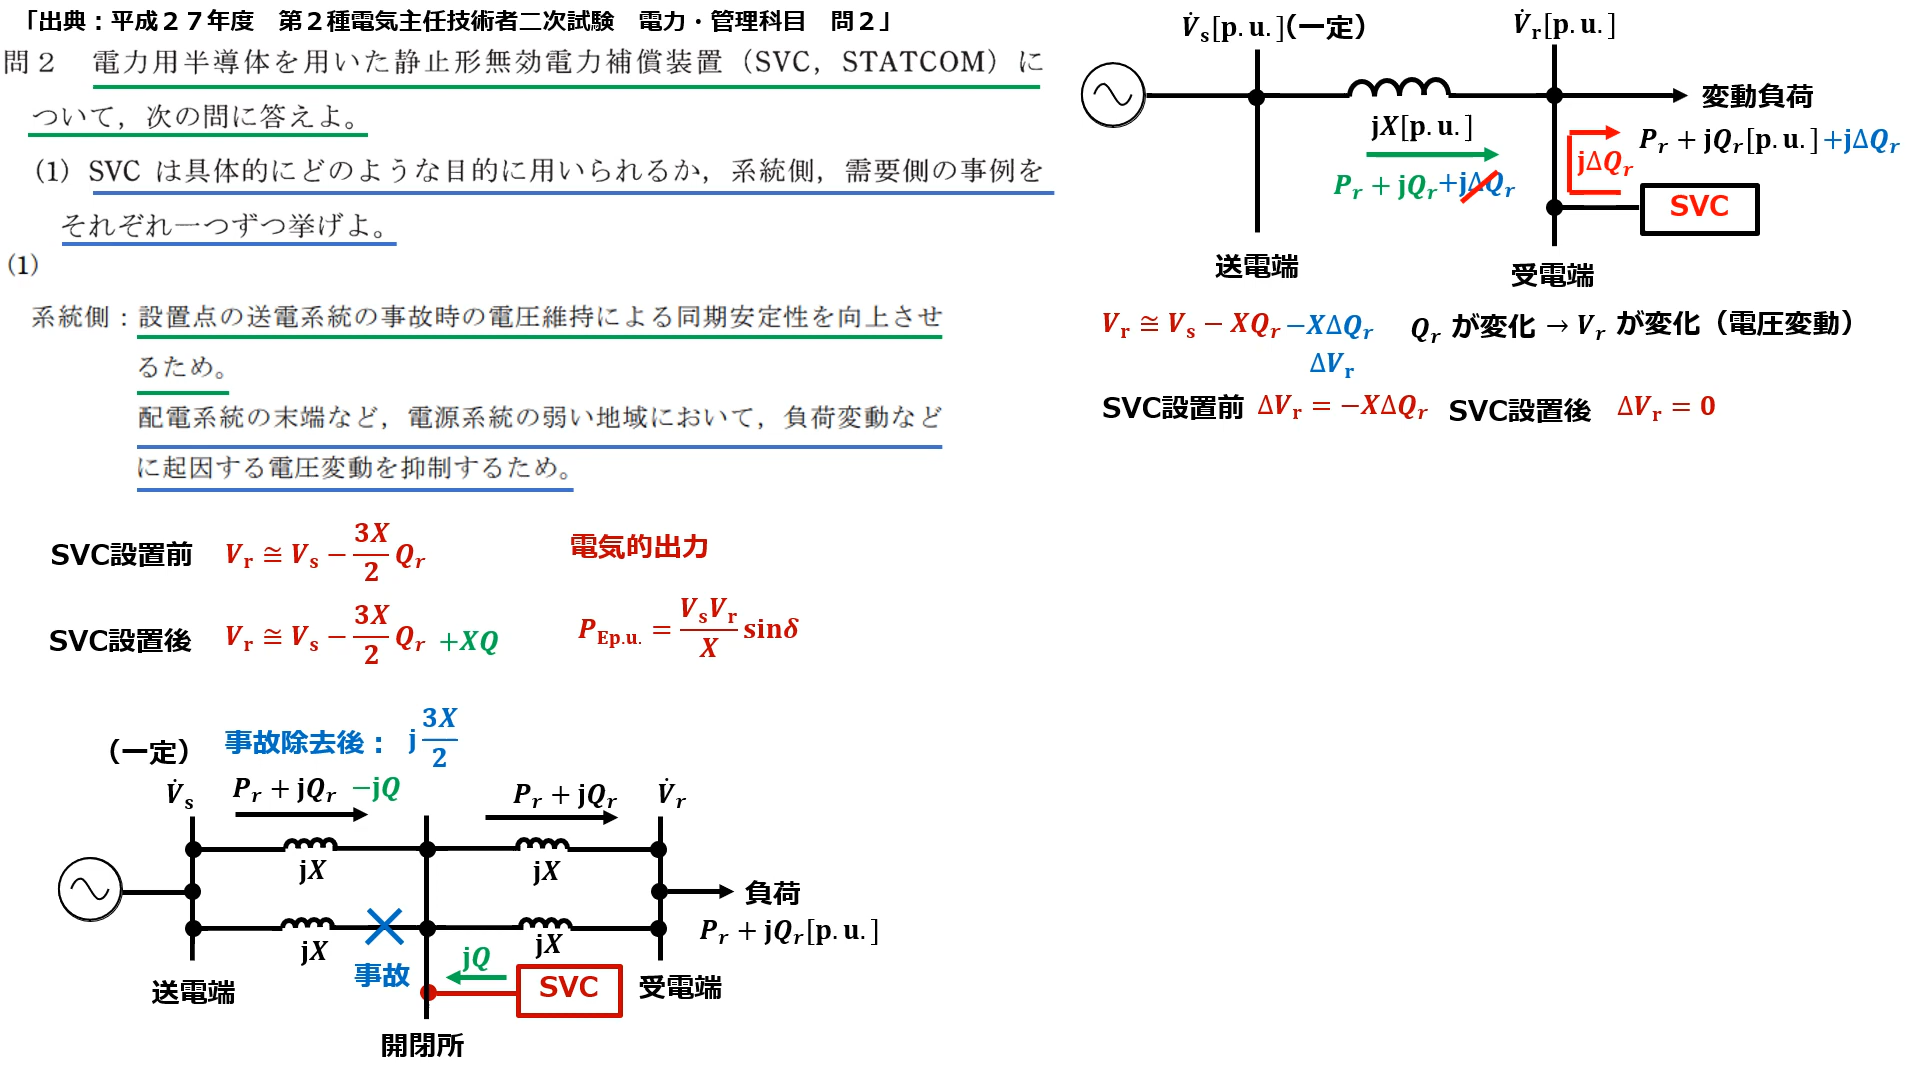 「出典：平成２７年度　第２種電気主任技術者二次試験　電力・管理科目　問２」
問２　電力用半導体を用いた静止形無効電力補償装置（SVC，STATCOM）に
ついて，次の問に答えよ。
(1) SVC は具体的にどのような目的に用いられるか，系統側，需要側の事例を
それぞれ一つずつ挙げよ。
(1)
系統側：設置点の送電系統の事故時の電圧維持による同期安定性を向上させ
るため。
配電系統の末端など，電源系統の弱い地域において，負荷変動など
に起因する電圧変動を抑制するため。
SVC設置前 Vr ≅ Vs − 3X/2 Qr
電気的出力
SVC設置後 Vr ≅ Vs − 3X/2 Qr +XQ
PEp.u. = VsVr/X sinδ
（一定）
事故除去後： j 3X/2
V̇s
Pr + jQr −jQ
Pr + jQr
V̇r
jX
jX
負荷
Pr + jQr[p.u.]
jX
jX
事故
jQ
SVC
送電端
受電端
開閉所
V̇s[p.u.]（一定）
V̇r[p.u.]
jX[p.u.]
変動負荷
Pr + jQr[p.u.]+jΔQr
jΔQr
Pr + jQr+jΔQr
SVC
送電端
受電端
Vr ≅ Vs − XQr −XΔQr
Qr が変化 → Vr が変化（電圧変動）
ΔVr
SVC設置前 ΔVr = −XΔQr
SVC設置後 ΔVr = 0